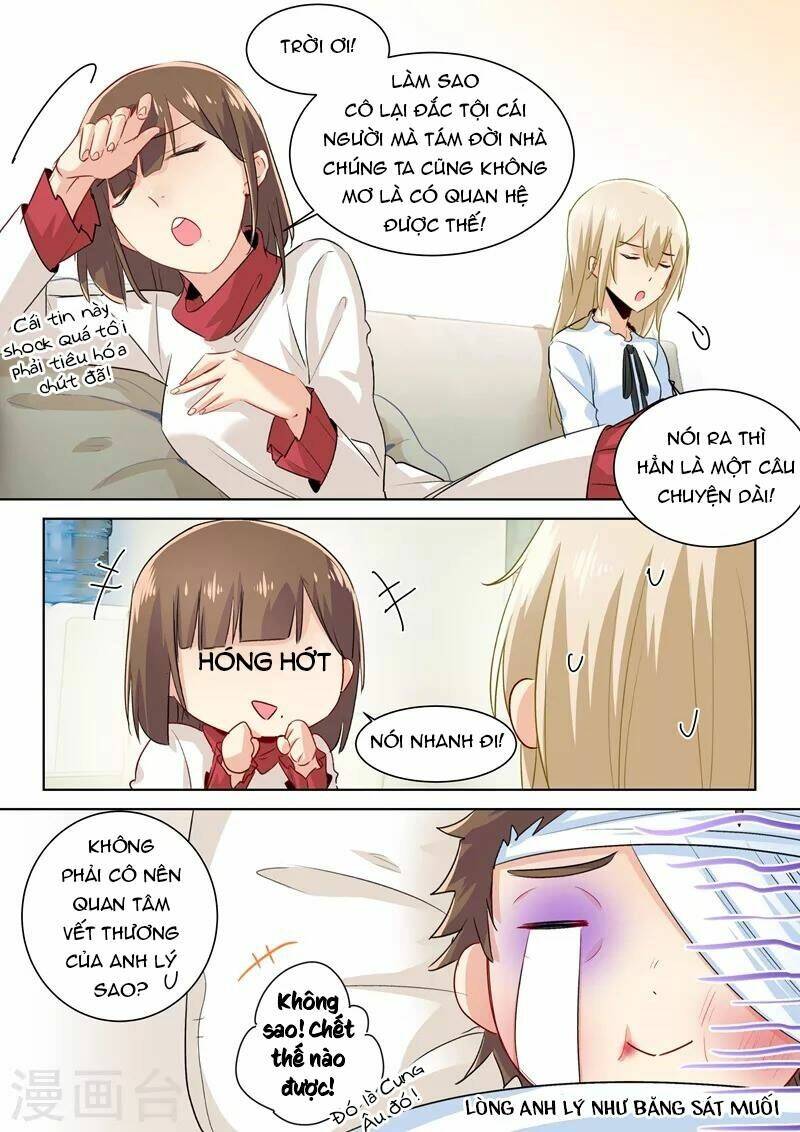 TRỜI ƠI!
LÀM SAO
CÔ LẠI ĐẮC TỘI CÁI
NGƯỜI MÀ TÁM ĐỜI NHÀ
CHÚNG TA CŨNG KHÔNG
MƠ LÀ CÓ QUAN HỆ
ĐƯỢC THẾ!
Cái tin này
shock quá tôi
phải tiêu hóa
chút đã!
NÓI RA THÌ
HẲN LÀ MỘT CÂU
CHUYỆN DÀI!
HÓNG HỚT
NÓI NHANH ĐI!
KHÔNG
PHẢI CÔ NÊN
QUAN TÂM
VẾT THƯƠNG
CỦA ANH LÝ
SAO?
Không
sao! Chết
thế nào
được!
Đó là Cung
Âu đó!
LÒNG ANH LÝ NHƯ BĂNG SÁT MUỐI
漫画台